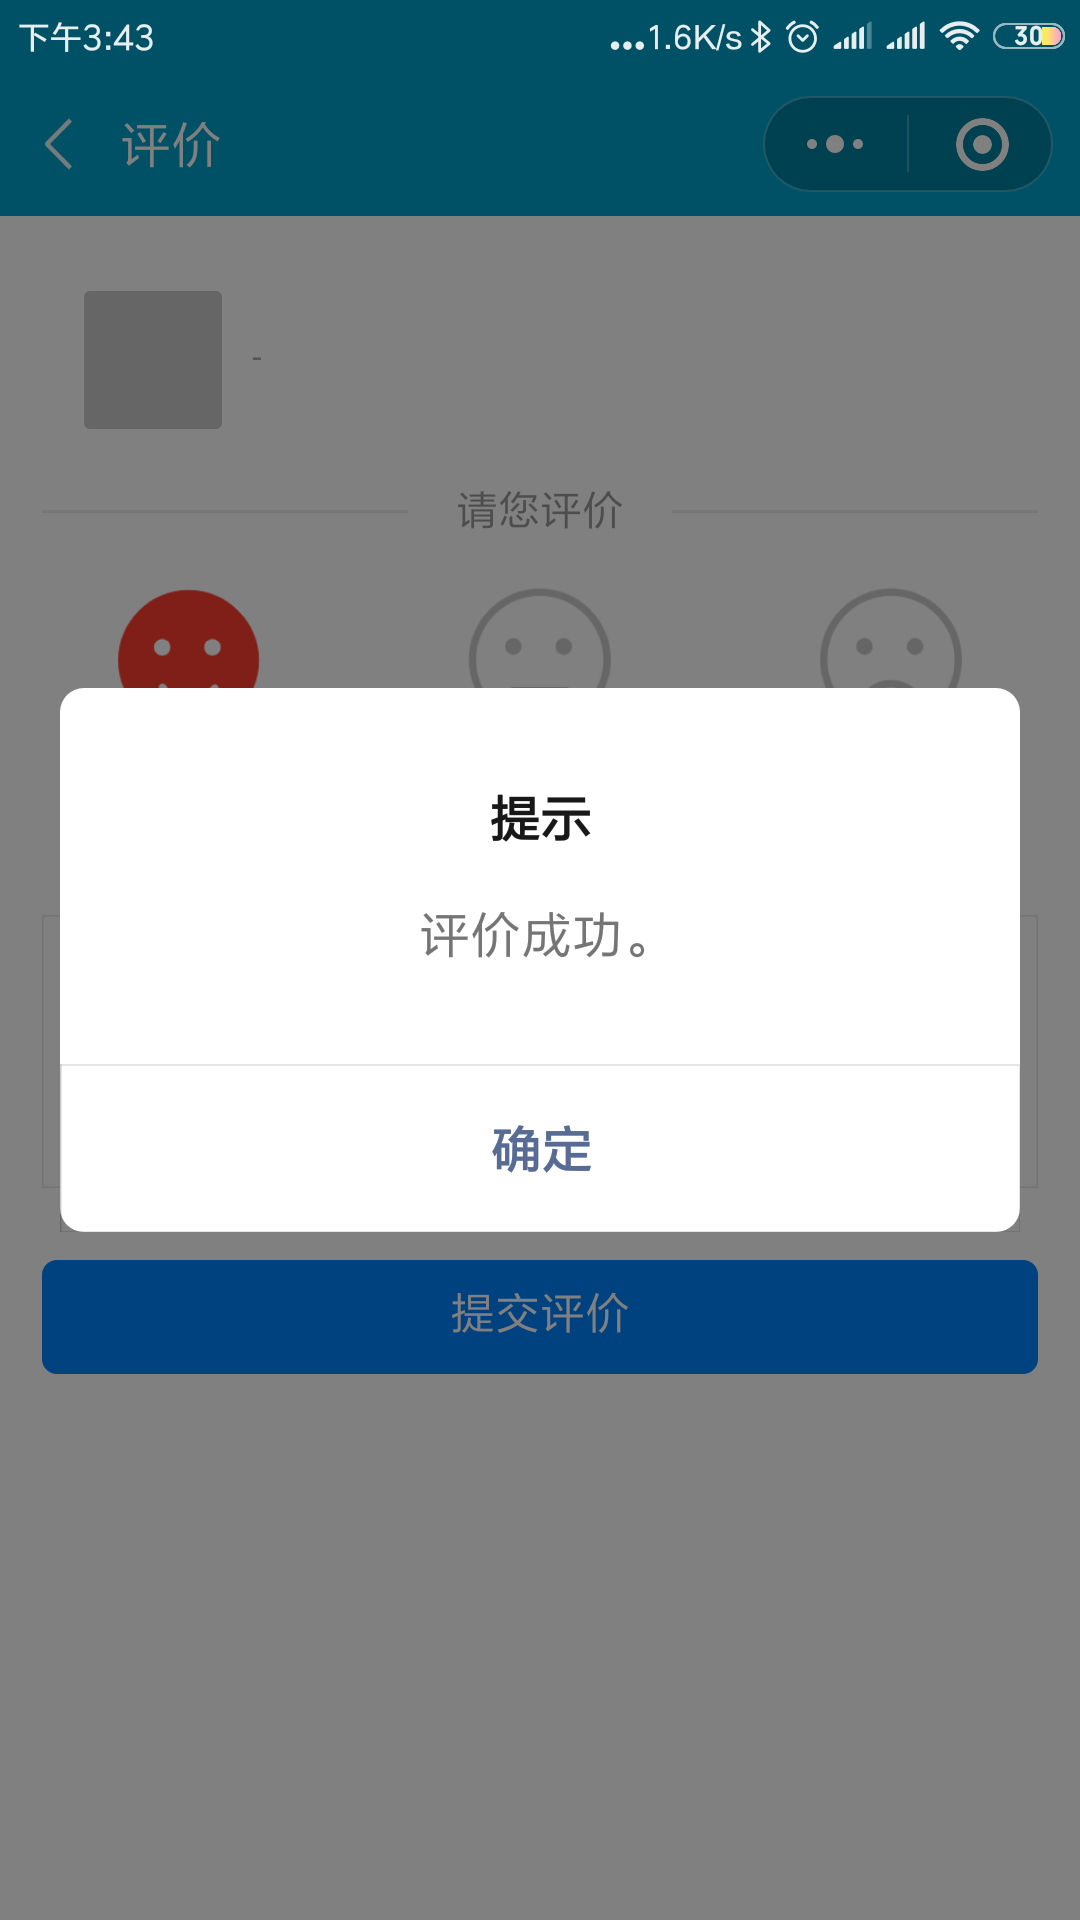 下午3:43
...1.6K/s
30
评价
-
请您评价
提示
评价成功。
确定
提交评价